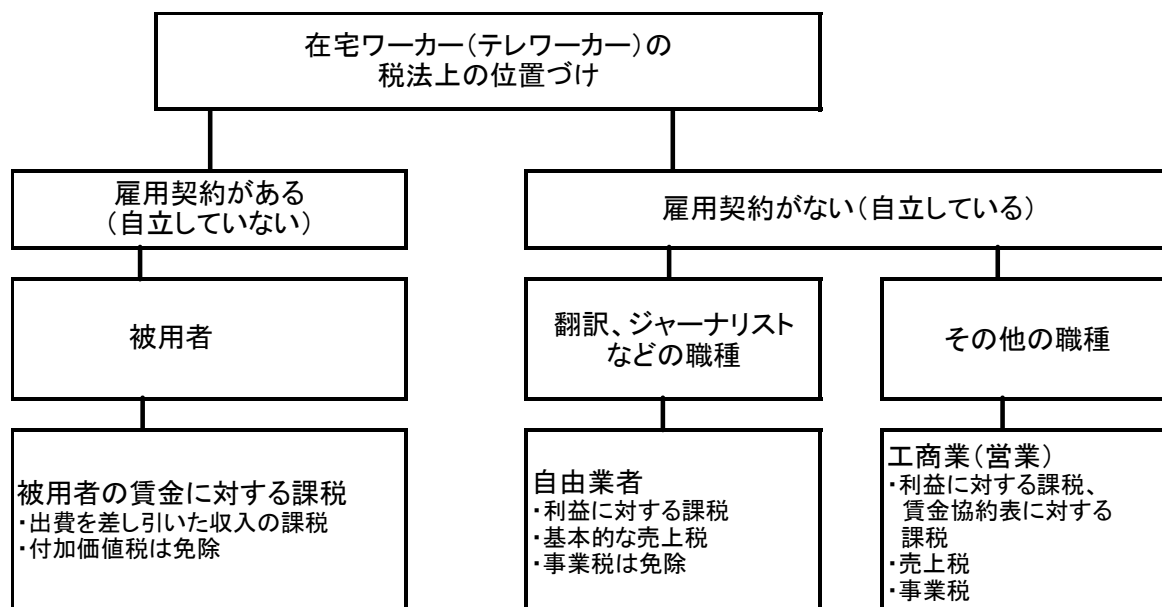 在宅ワーカー（テレワーカー）の
税法上の位置づけ
雇用契約がある
（自立していない）
雇用契約がない（自立している）
被用者
翻訳、ジャーナリスト
などの職種
その他の職種
被用者の賃金に対する課税
・出費を差し引いた収入の課税
・付加価値税は免除
自由業者
・利益に対する課税
・基本的な売上税
・事業税は免除
工商業（営業）
・利益に対する課税、
賃金協約表に対する
課税
・売上税
・事業税